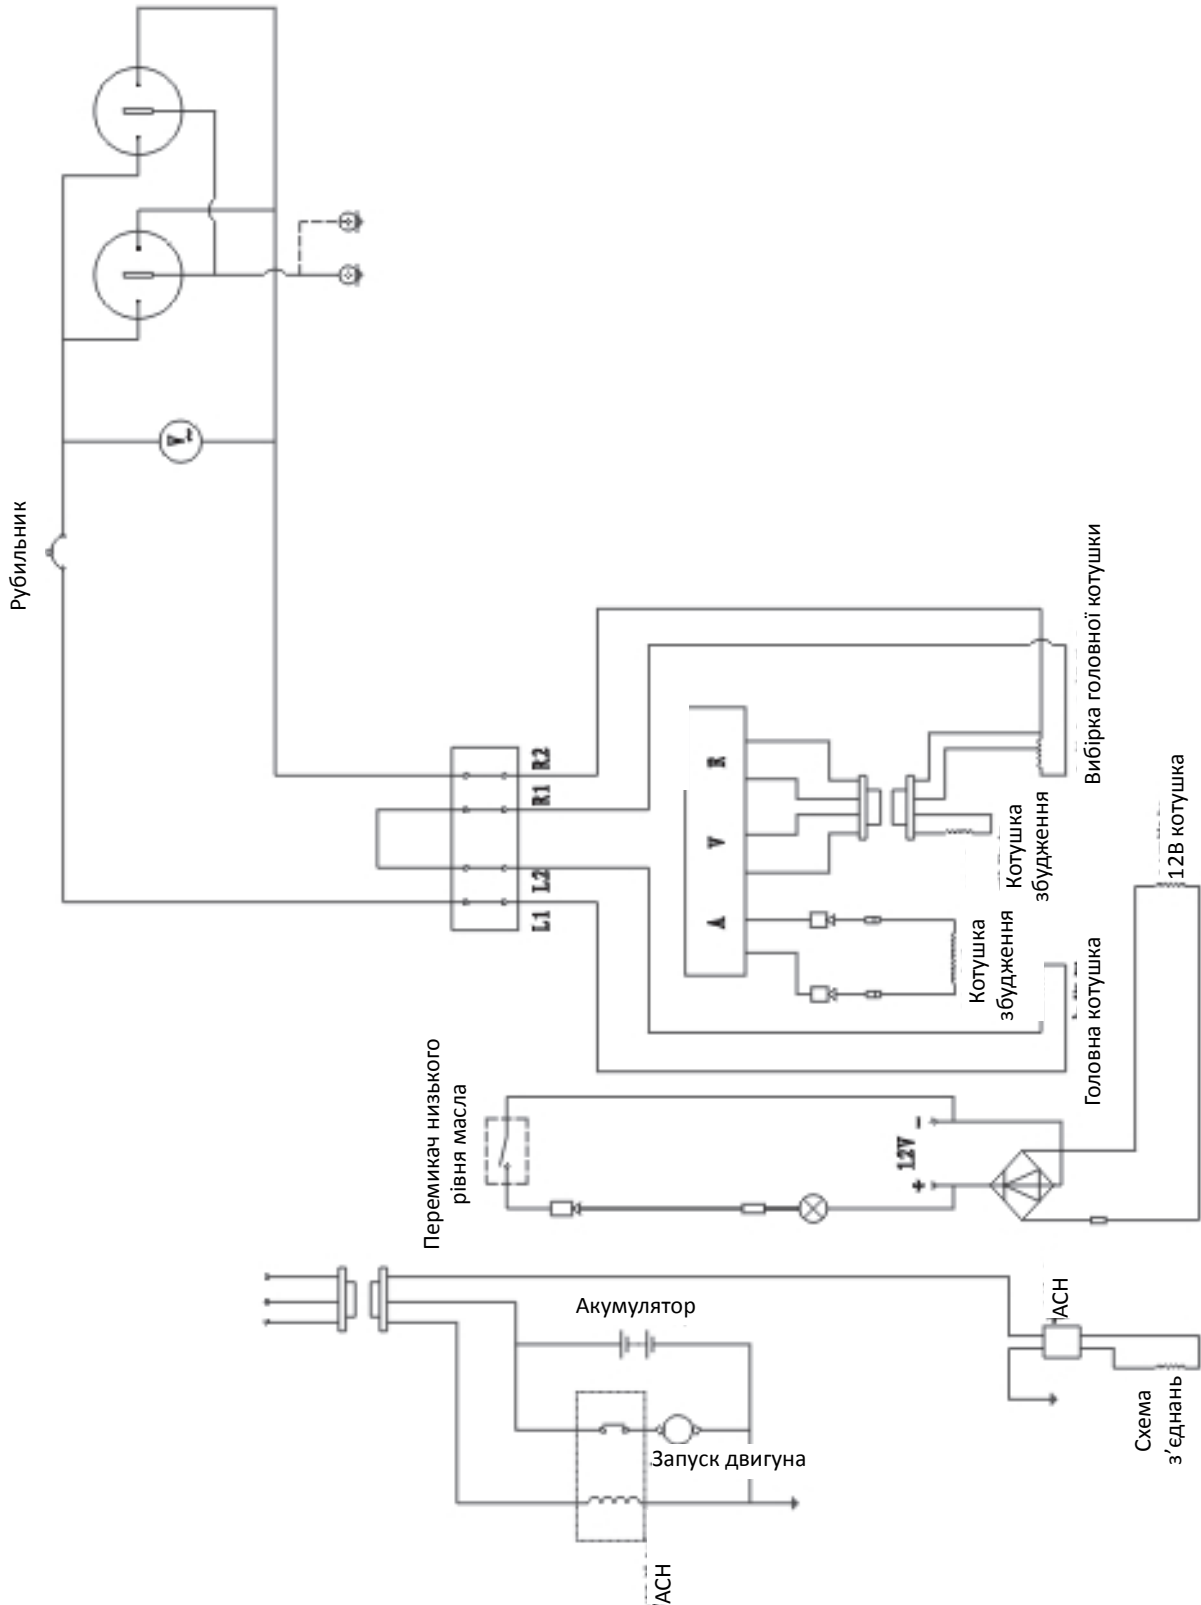 Рубильник
V~
R2
R1
L2
L1
A V R
Вибірка головної котушки
Котушка
збудження
Котушка
збудження
12В котушка
Головна котушка
Перемикач низького
рівня масла
12V
+
−
Акумулятор
АСН
Запуск двигуна
Схема
з’єднань
АСН